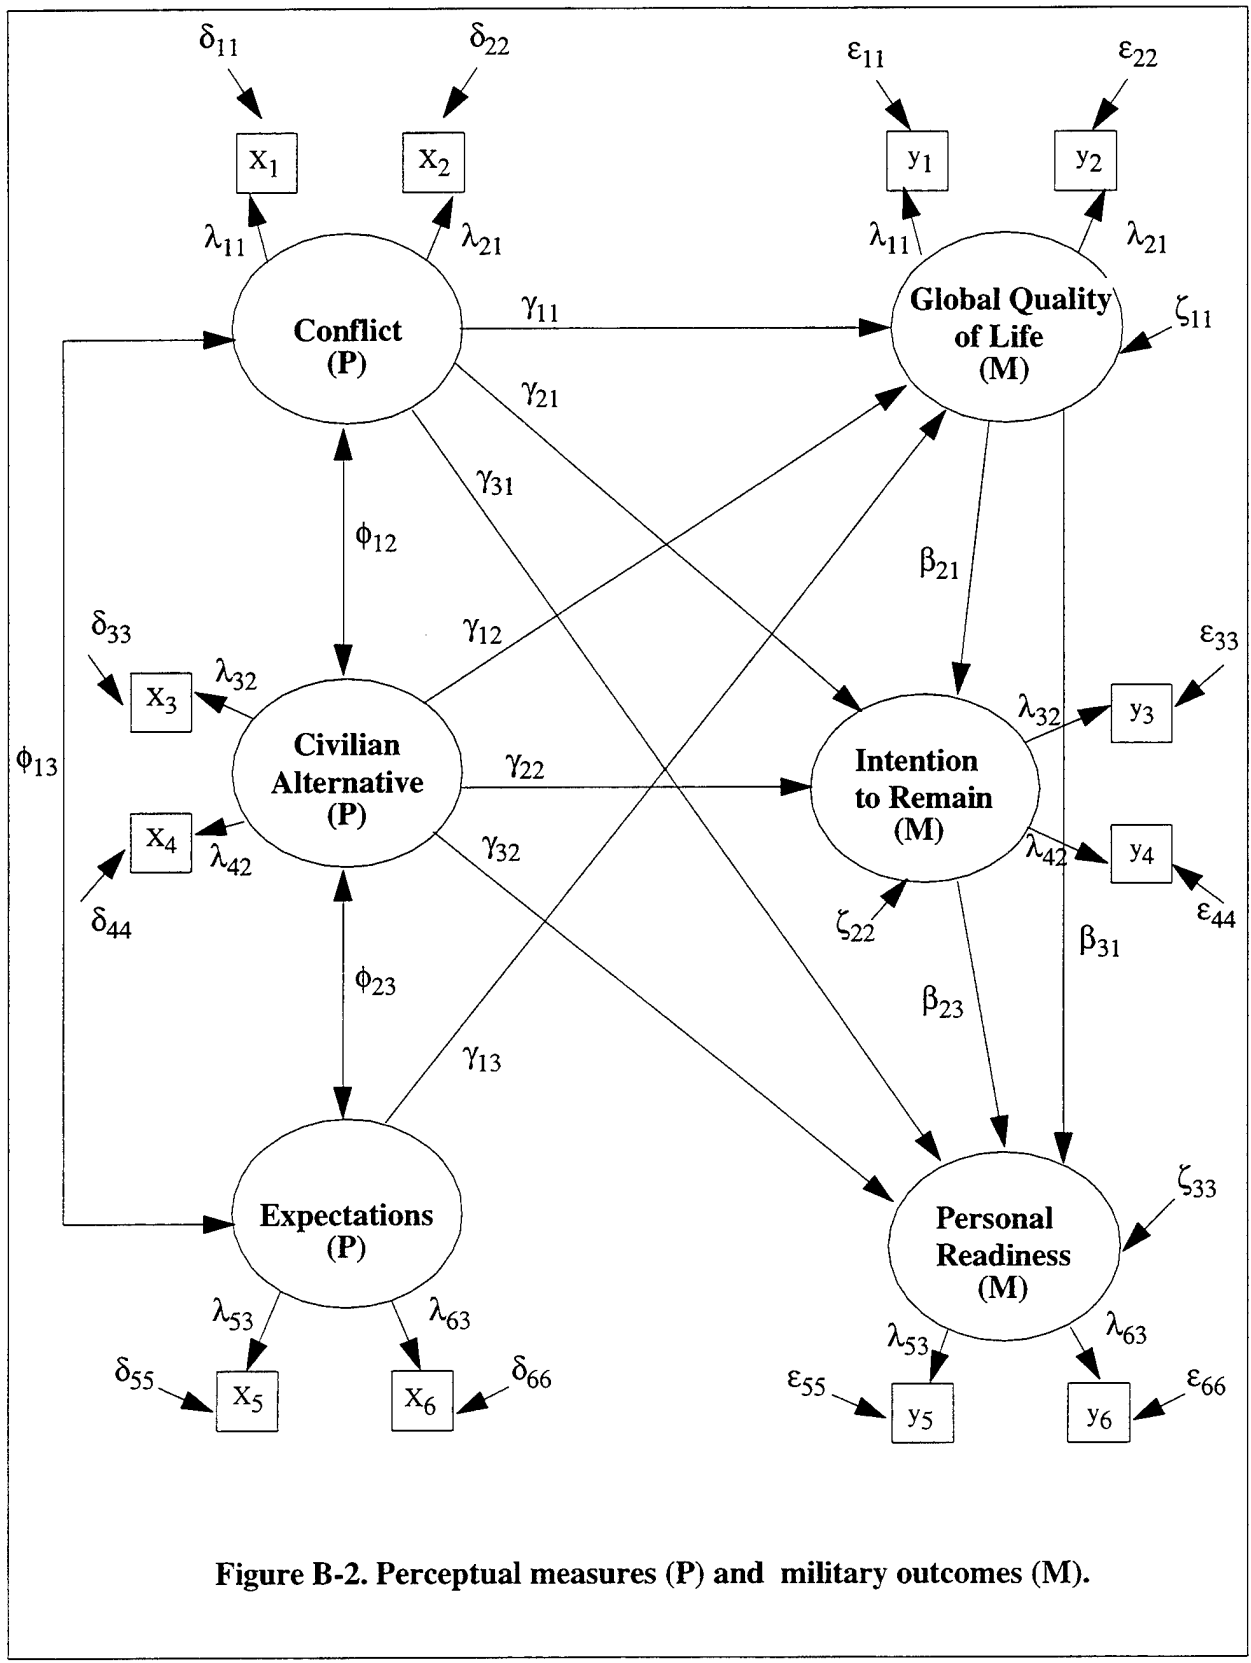 δ11
δ22
ε11
ε22
X1
X2
y1
y2
λ11
λ21
λ11
λ21
Conflict
(P)
γ11
Global Quality
of Life
(M)
ζ11
γ21
γ31
ϕ12
β21
γ12
δ33
X3
λ32
ε33
λ32
y3
ϕ13
Civilian
Alternative
(P)
γ22
Intention
to Remain
(M)
X4
λ42
γ32
λ42
y4
δ44
ζ22
ε44
β31
ϕ23
β23
γ13
Expectations
(P)
ζ33
Personal
Readiness
(M)
λ53
λ63
λ53
λ63
δ55
X5
X6
δ66
ε55
y5
y6
ε66
Figure B-2. Perceptual measures (P) and military outcomes (M).